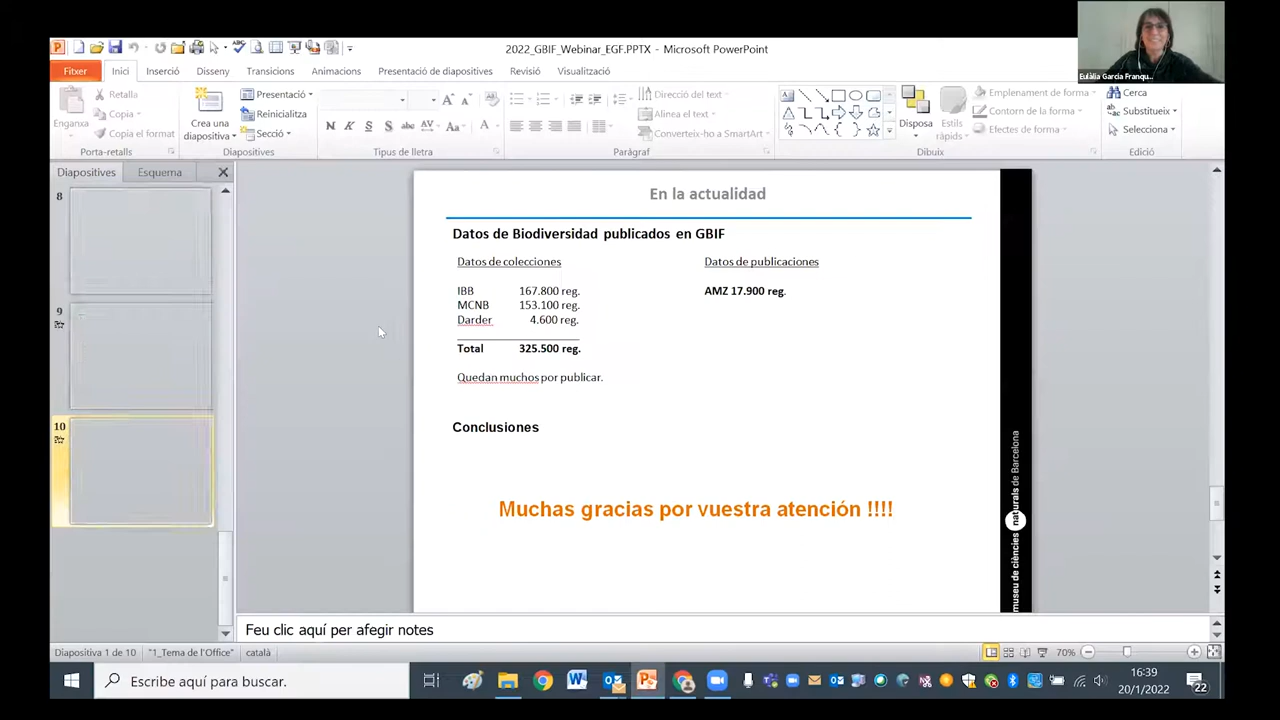 2022_GBIF_Webinar_EGF.PPTX - Microsoft PowerPoint
Eulàlia Garcia Franqu...
Fitxer
Inici
Inserció
Disseny
Transicions
Animacions
Presentació de diapositives
Revisió
Visualització
Enganxa
Retalla
Copia
Copia el format
Porta-retalls
Crea una diapositiva
Presentació
Reinicialitza
Secció
Diapositives
Tipus de lletra
Direcció del text
Alinea el text
Converteix-ho a SmartArt
Paràgraf
Disposa
Estils ràpids
Emplenament de forma
Contorn de la forma
Efectes de forma
Dibuix
Cerca
Substitueix
Selecciona
Edició
Diapositives
Esquema
8
9
10
En la actualidad
Datos de Biodiversidad publicados en GBIF
Datos de colecciones
IBB 167.800 reg.
MCNB 153.100 reg.
Darder 4.600 reg.
Total 325.500 reg.
Quedan muchos por publicar.
Datos de publicaciones
AMZ 17.900 reg.
Conclusiones
Muchas gracias por vuestra atención !!!!
museu de ciències naturals de Barcelona
Feu clic aquí per afegir notes
Diapositiva 1 de 10
"1_Tema de l'Office"
català
70%
Escribe aquí para buscar.
16:39
20/1/2022
22